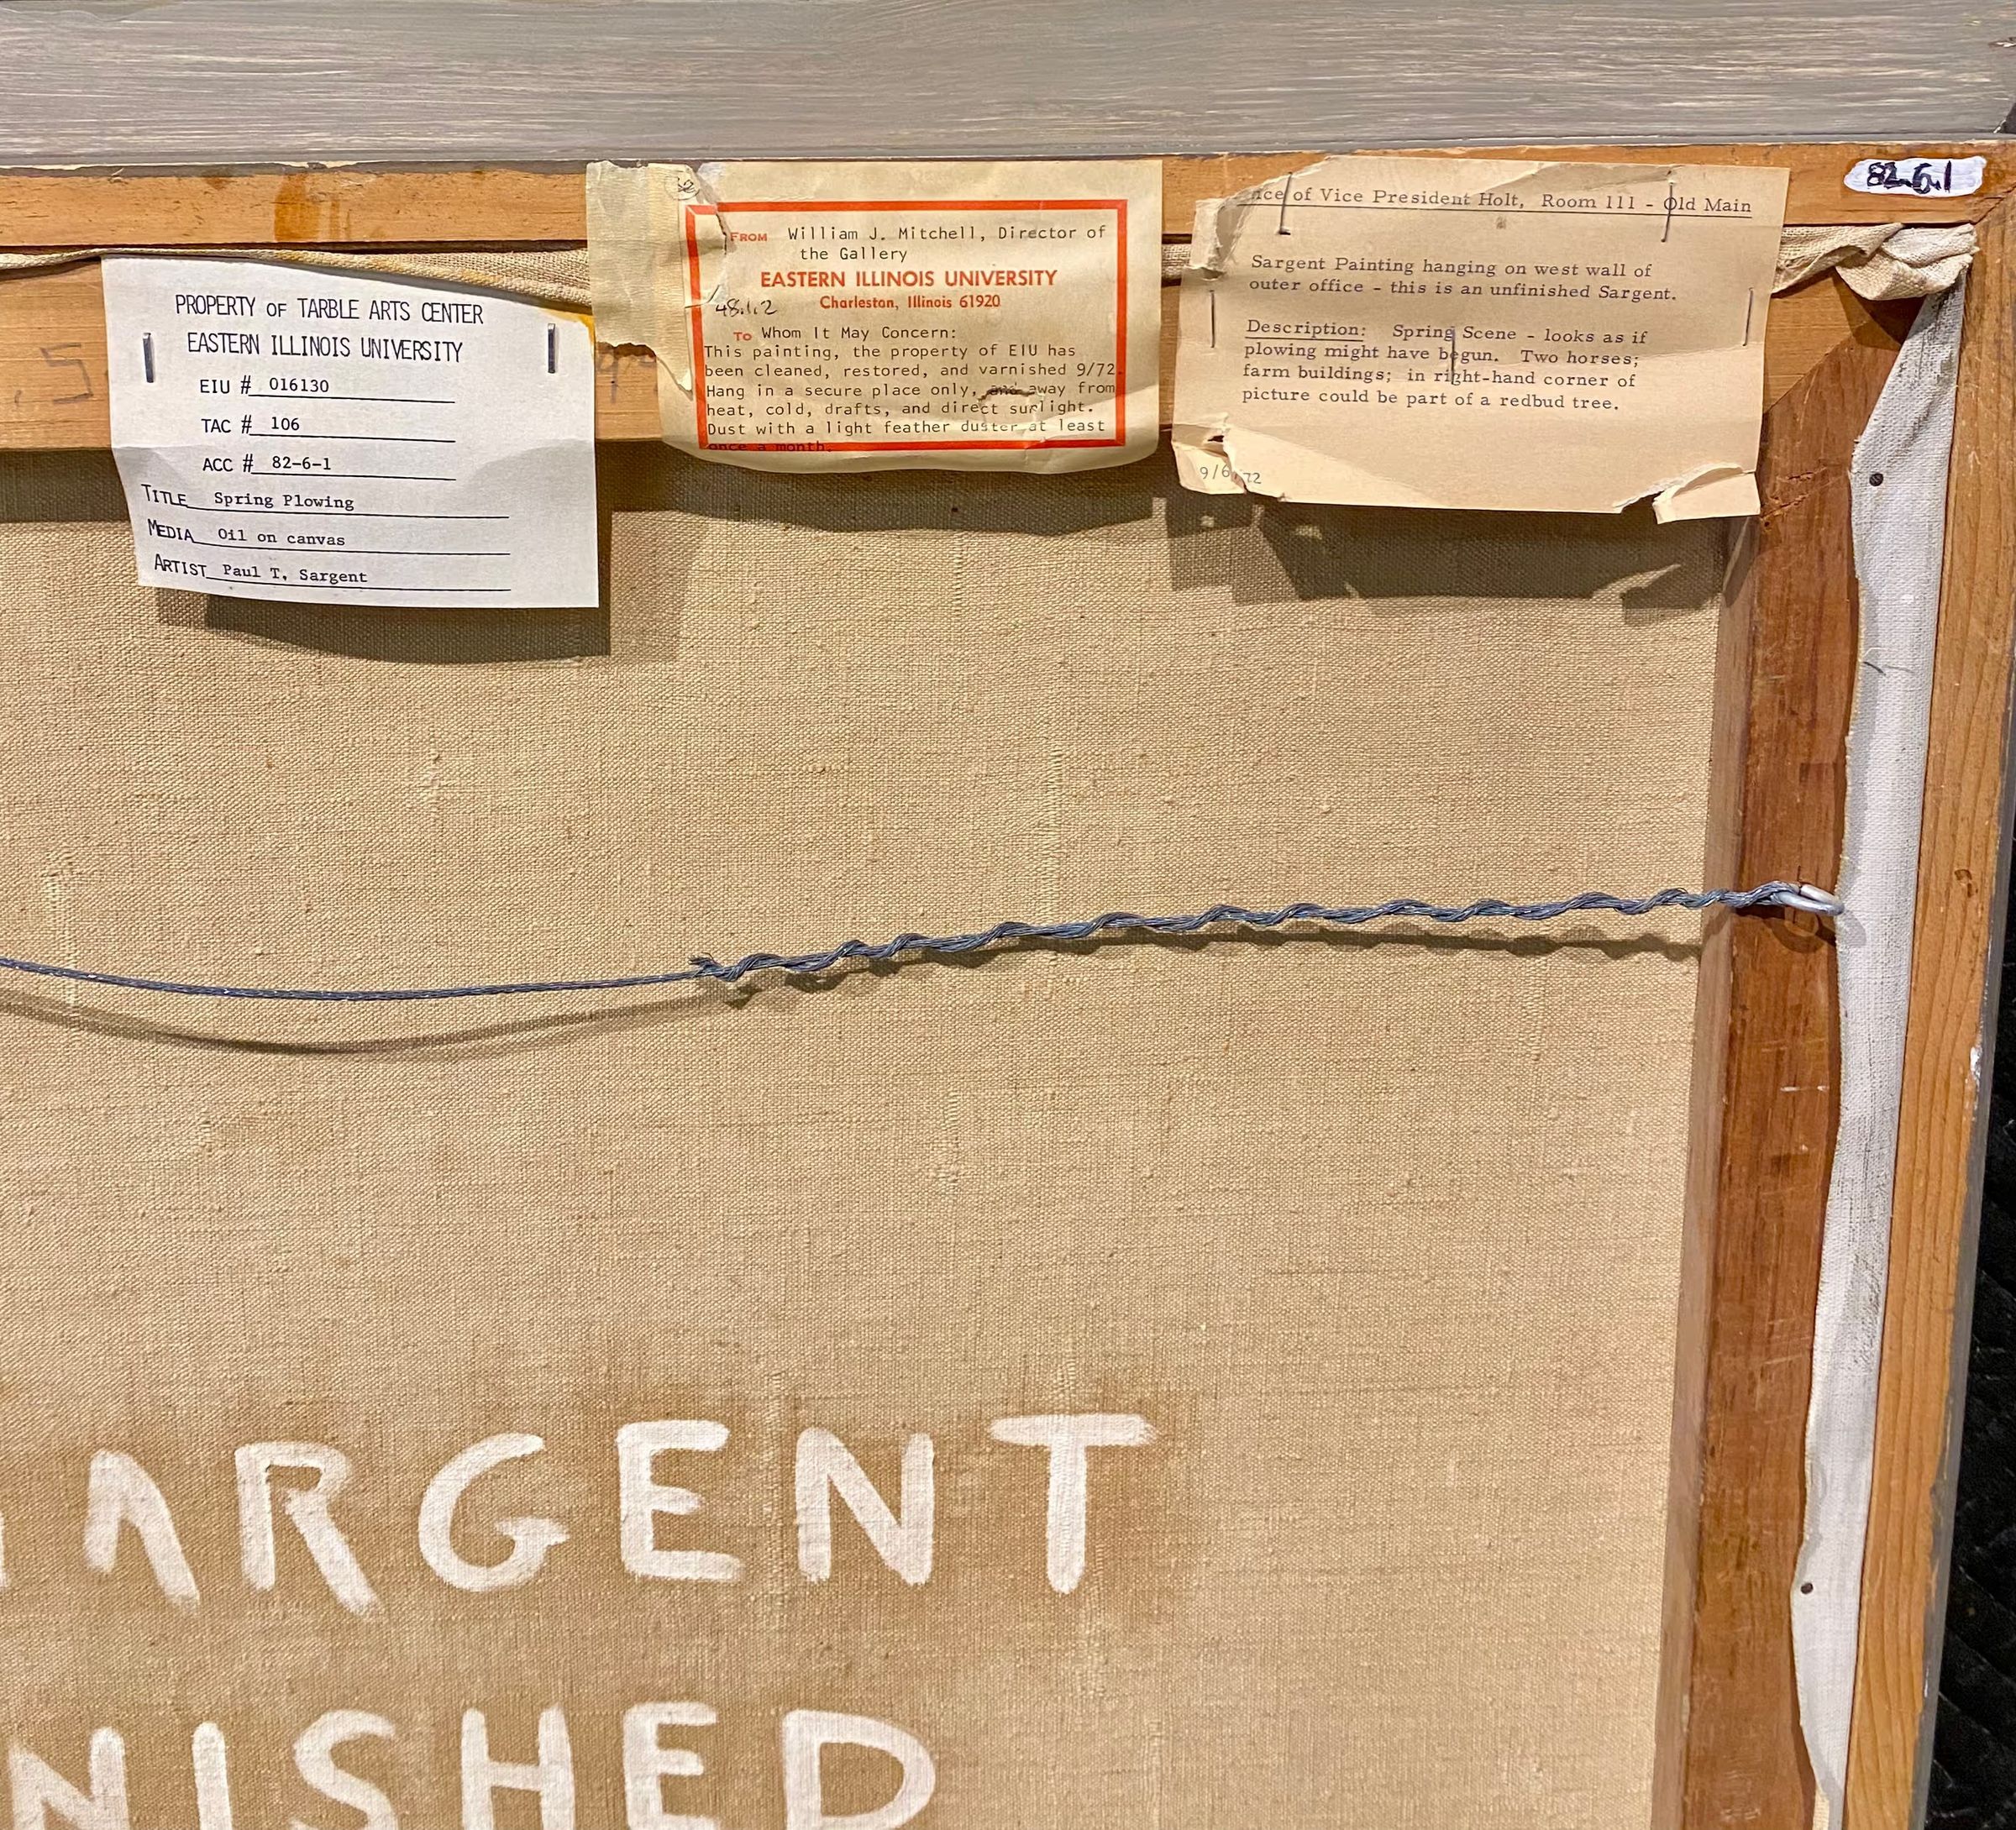 82.6.1
PROPERTY OF TARBLE ARTS CENTER
EASTERN ILLINOIS UNIVERSITY
EIU # 016130
TAC # 106
ACC # 82-6-1
TITLE Spring Plowing
MEDIA Oil on canvas
ARTIST Paul T. Sargent
FROM William J. Mitchell, Director of
the Gallery
EASTERN ILLINOIS UNIVERSITY
Charleston, Illinois 61920
48.1.2
TO Whom It May Concern:
This painting, the property of EIU has
been cleaned, restored, and varnished 9/72.
Hang in a secure place only, and away from
heat, cold, drafts, and direct sunlight.
Dust with a light feather duster at least
once a month.
ice of Vice President Holt, Room 111 - Old Main
Sargent Painting hanging on west wall of
outer office - this is an unfinished Sargent.
Description: Spring Scene - looks as if
plowing might have begun. Two horses;
farm buildings; in right-hand corner of
picture could be part of a redbud tree.
9/6/72
ARGENT
NISHED